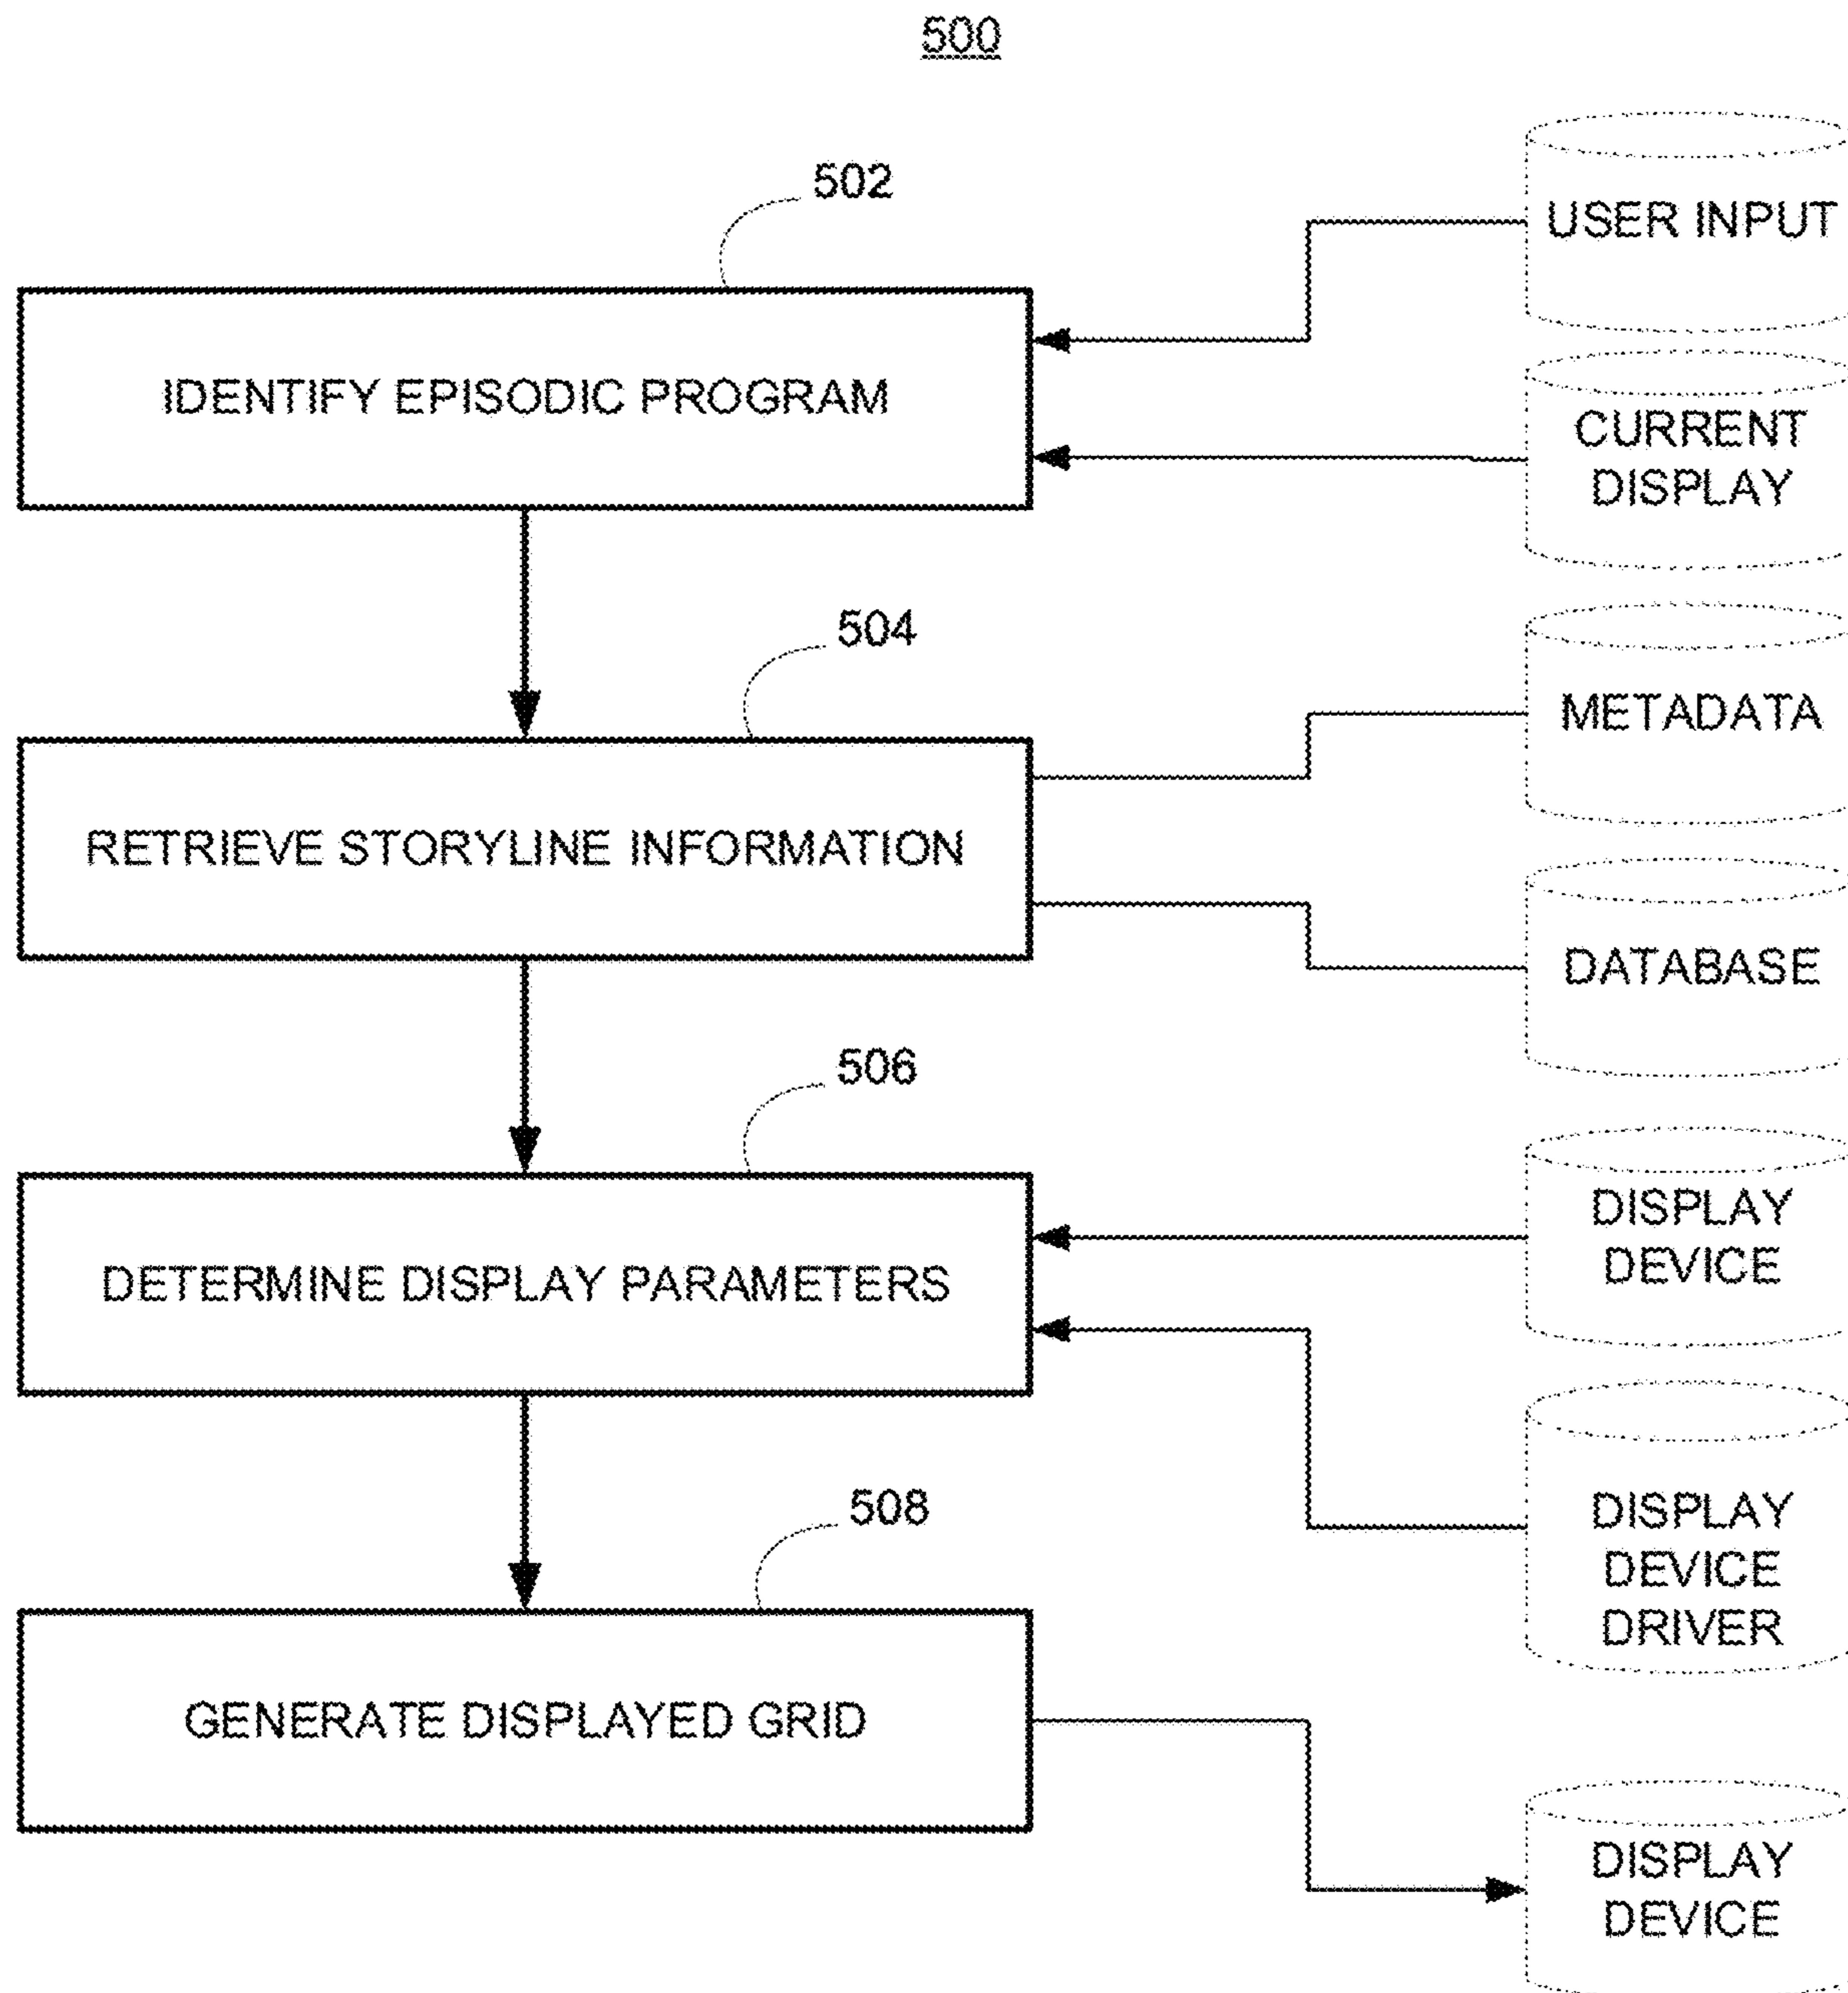 500
502
USER INPUT
IDENTIFY EPISODIC PROGRAM
CURRENT
DISPLAY
504
METADATA
RETRIEVE STORYLINE INFORMATION
DATABASE
506
DISPLAY
DEVICE
DETERMINE DISPLAY PARAMETERS
508
DISPLAY
DEVICE
DRIVER
GENERATE DISPLAYED GRID
DISPLAY
DEVICE